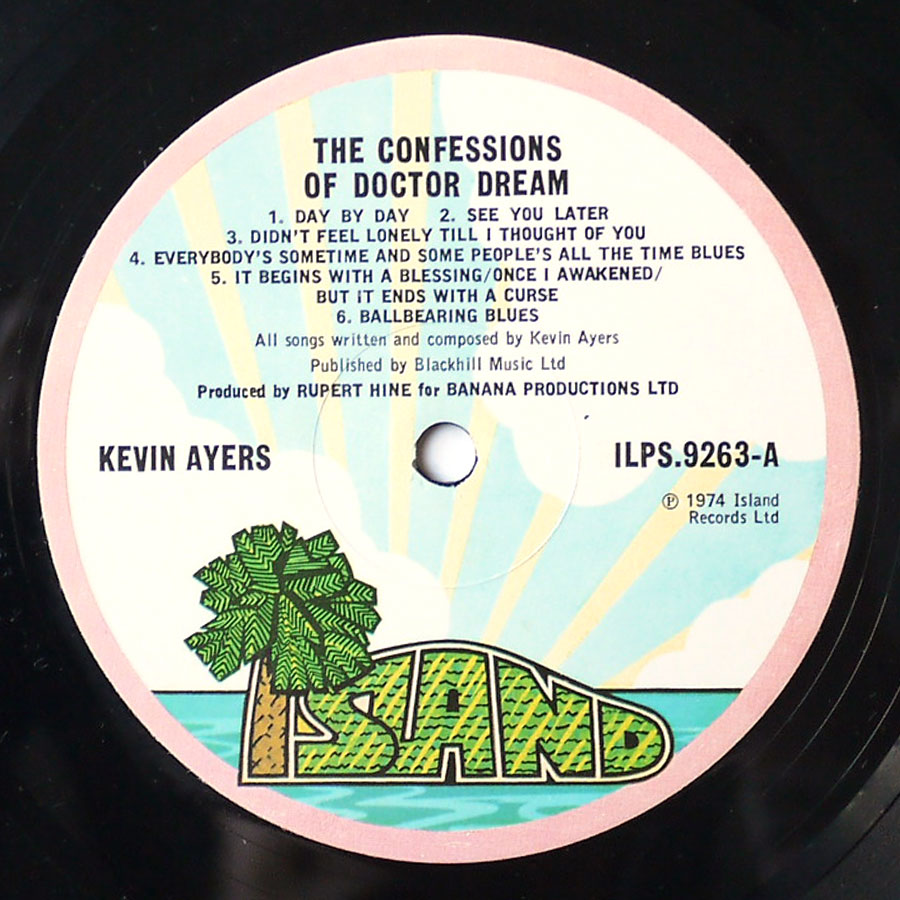 THE CONFESSIONS
OF DOCTOR DREAM
1. DAY BY DAY 2. SEE YOU LATER
3. DIDN'T FEEL LONELY TILL I THOUGHT OF YOU
4. EVERYBODY'S SOMETIME AND SOME PEOPLE'S ALL THE TIME BLUES
5. IT BEGINS WITH A BLESSING/ONCE I AWAKENED/
BUT IT ENDS WITH A CURSE
6. BALLBEARING BLUES
All songs written and composed by Kevin Ayers
Published by Blackhill Music Ltd
Produced by RUPERT HINE for BANANA PRODUCTIONS LTD
KEVIN AYERS
ILPS.9263-A
℗ 1974 Island
Records Ltd
ISLAND